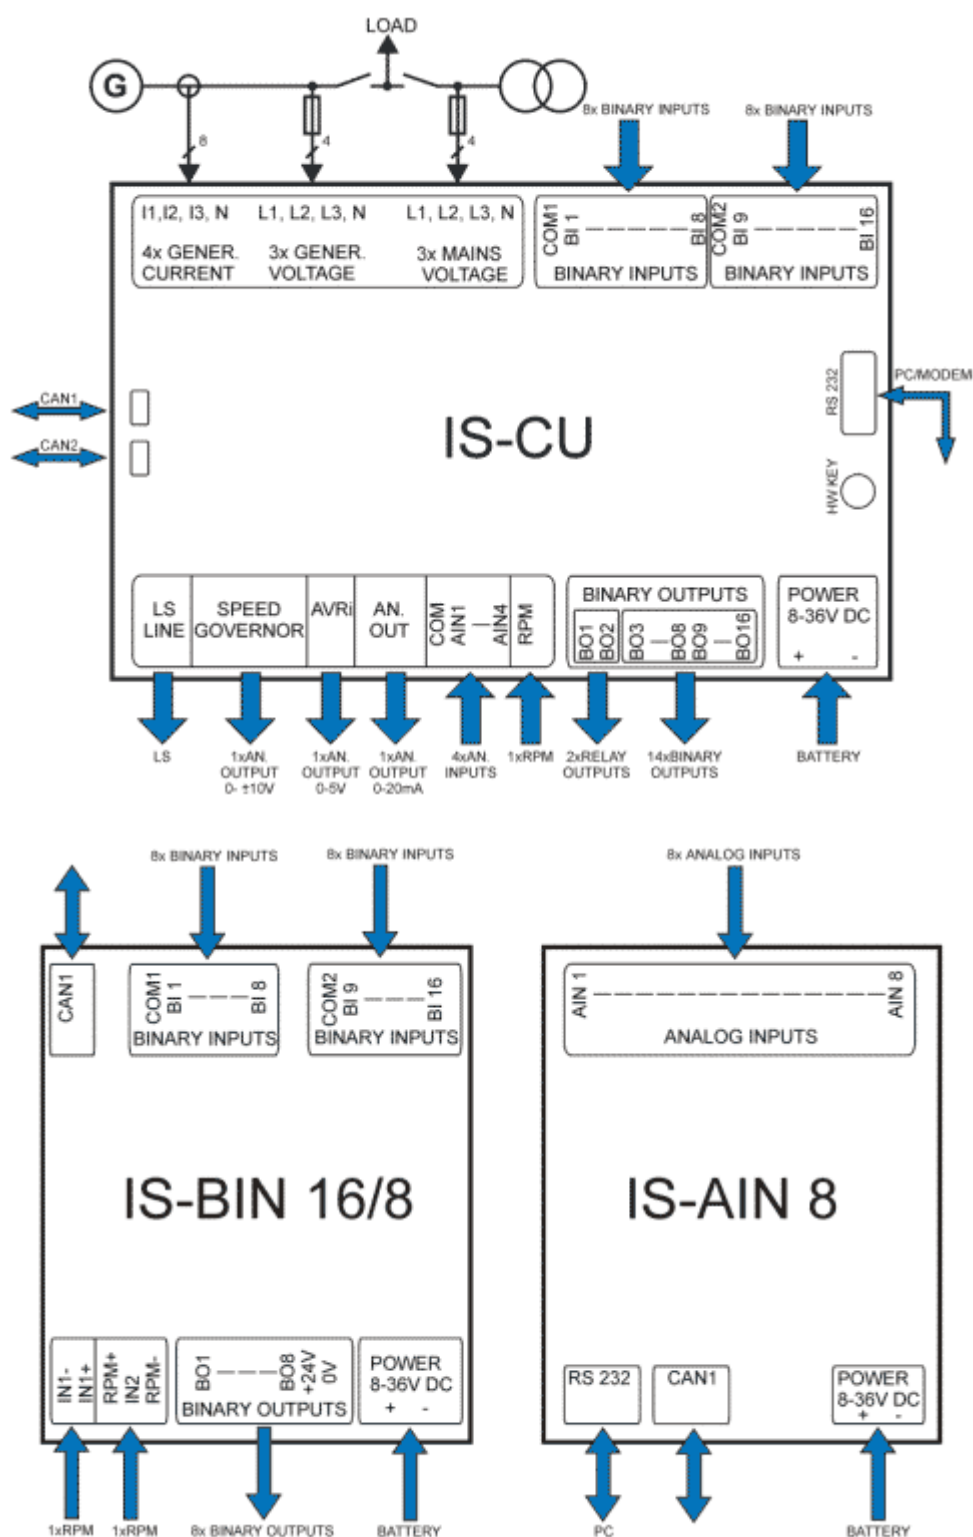 LOAD
G
8x BINARY INPUTS
8x BINARY INPUTS
8
4
4
I1,I2, I3, N
L1, L2, L3, N
L1, L2, L3, N
4x GENER.
CURRENT
3x GENER.
VOLTAGE
3x MAINS
VOLTAGE
COM1
BI 1
BI 8
BINARY INPUTS
COM2
BI 9
BI 16
BINARY INPUTS
CAN1
CAN2
IS-CU
RS 232
PC/MODEM
HW KEY
LS
LINE
SPEED
GOVERNOR
AVRi
AN.
OUT
COM
AIN1
AIN4
RPM
BINARY OUTPUTS
BO1
BO2
BO3
BO8
BO9
BO16
POWER
8-36V DC
+ -
LS
1xAN.
OUTPUT
0- ±10V
1xAN.
OUTPUT
0-5V
1xAN.
OUTPUT
0-20mA
4xAN.
INPUTS
1xRPM
2xRELAY
OUTPUTS
14xBINARY
OUTPUTS
BATTERY
8x BINARY INPUTS
8x BINARY INPUTS
CAN1
COM1
BI 1
BI 8
BINARY INPUTS
COM2
BI 9
BI 16
BINARY INPUTS
IS-BIN 16/8
IN1-
IN1+
RPM+
IN2
RPM-
BO1
BO8
+24V
0V
BINARY OUTPUTS
POWER
8-36V DC
+ -
1xRPM
1xRPM
8x BINARY OUTPUTS
BATTERY
8x ANALOG INPUTS
AIN 1
AIN 8
ANALOG INPUTS
IS-AIN 8
RS 232
CAN1
POWER
8-36V DC
+ -
PC
BATTERY